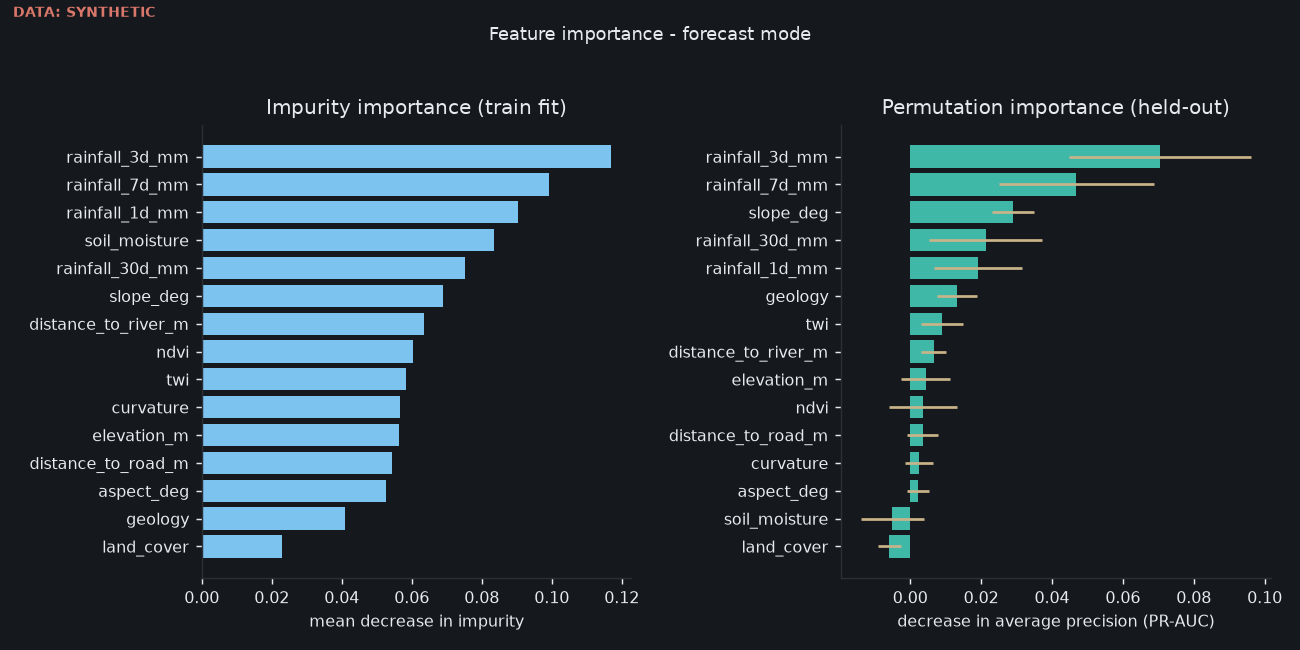 DATA: SYNTHETIC
Feature importance - forecast mode
Impurity importance (train fit)
rainfall_3d_mm
rainfall_7d_mm
rainfall_1d_mm
soil_moisture
rainfall_30d_mm
slope_deg
distance_to_river_m
ndvi
twi
curvature
elevation_m
distance_to_road_m
aspect_deg
geology
land_cover
0.00 0.02 0.04 0.06 0.08 0.10 0.12
mean decrease in impurity
Permutation importance (held-out)
rainfall_3d_mm
rainfall_7d_mm
slope_deg
rainfall_30d_mm
rainfall_1d_mm
geology
twi
distance_to_river_m
elevation_m
ndvi
distance_to_road_m
curvature
aspect_deg
soil_moisture
land_cover
0.00 0.02 0.04 0.06 0.08 0.10
decrease in average precision (PR-AUC)